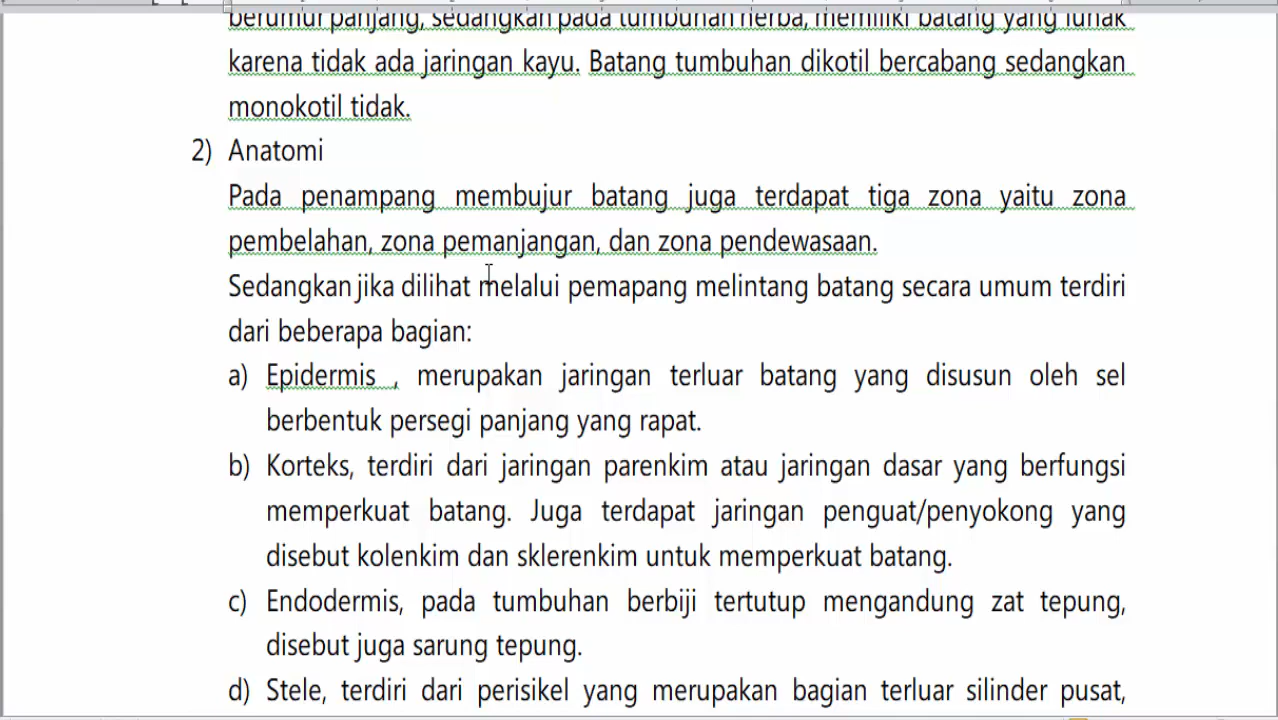 berumur panjang, sedangkan pada tumbuhan herba, memiliki batang yang lunak
karena tidak ada jaringan kayu. Batang tumbuhan dikotil bercabang sedangkan
monokotil tidak.
2) Anatomi
Pada penampang membujur batang juga terdapat tiga zona yaitu zona
pembelahan, zona pemanjangan, dan zona pendewasaan.
Sedangkan jika dilihat melalui pemapang melintang batang secara umum terdiri
dari beberapa bagian:
a) Epidermis , merupakan jaringan terluar batang yang disusun oleh sel
berbentuk persegi panjang yang rapat.
b) Korteks, terdiri dari jaringan parenkim atau jaringan dasar yang berfungsi
memperkuat batang. Juga terdapat jaringan penguat/penyokong yang
disebut kolenkim dan sklerenkim untuk memperkuat batang.
c) Endodermis, pada tumbuhan berbiji tertutup mengandung zat tepung,
disebut juga sarung tepung.
d) Stele, terdiri dari perisikel yang merupakan bagian terluar silinder pusat,